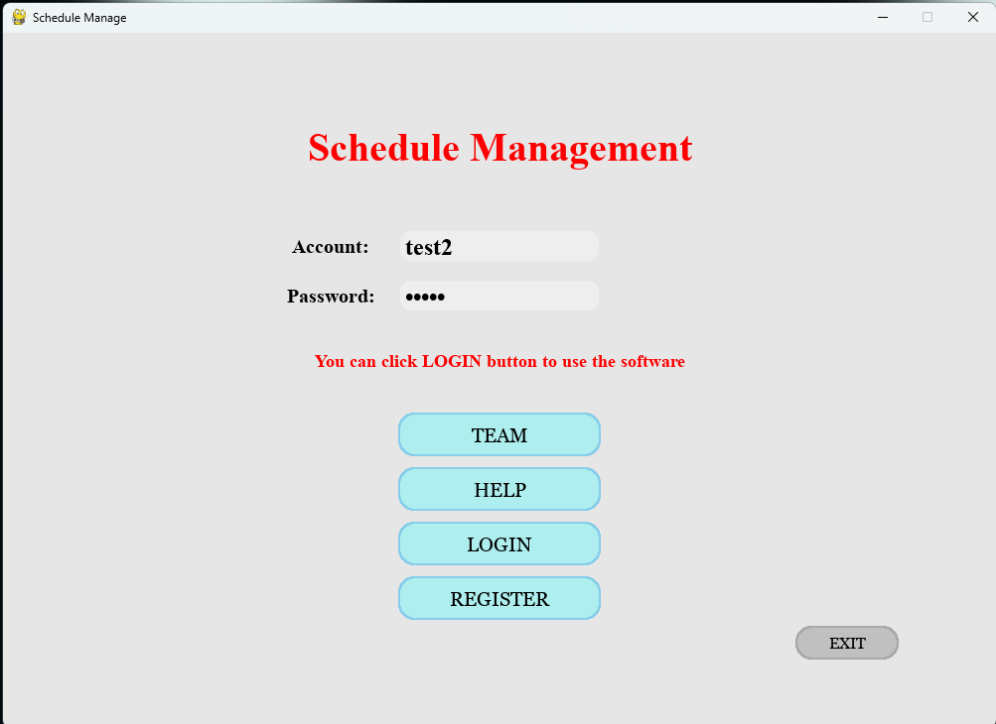 Schedule Manage
Schedule Management
Account: test2
Password: •••••
You can click LOGIN button to use the software
TEAM
HELP
LOGIN
REGISTER
EXIT